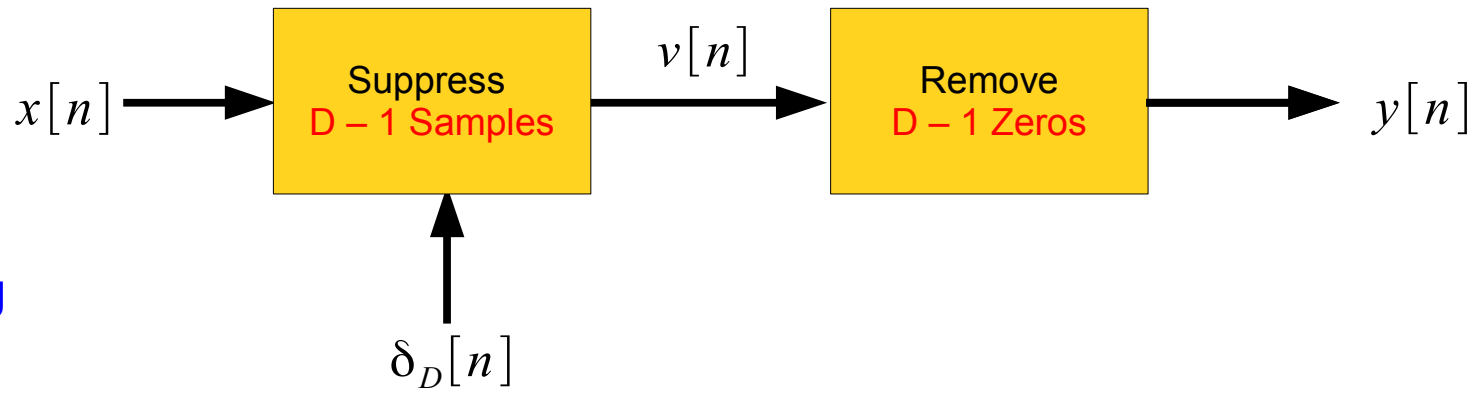 v[n]
x[n]
Suppress
D – 1 Samples
Remove
D – 1 Zeros
y[n]
δ_D[n]